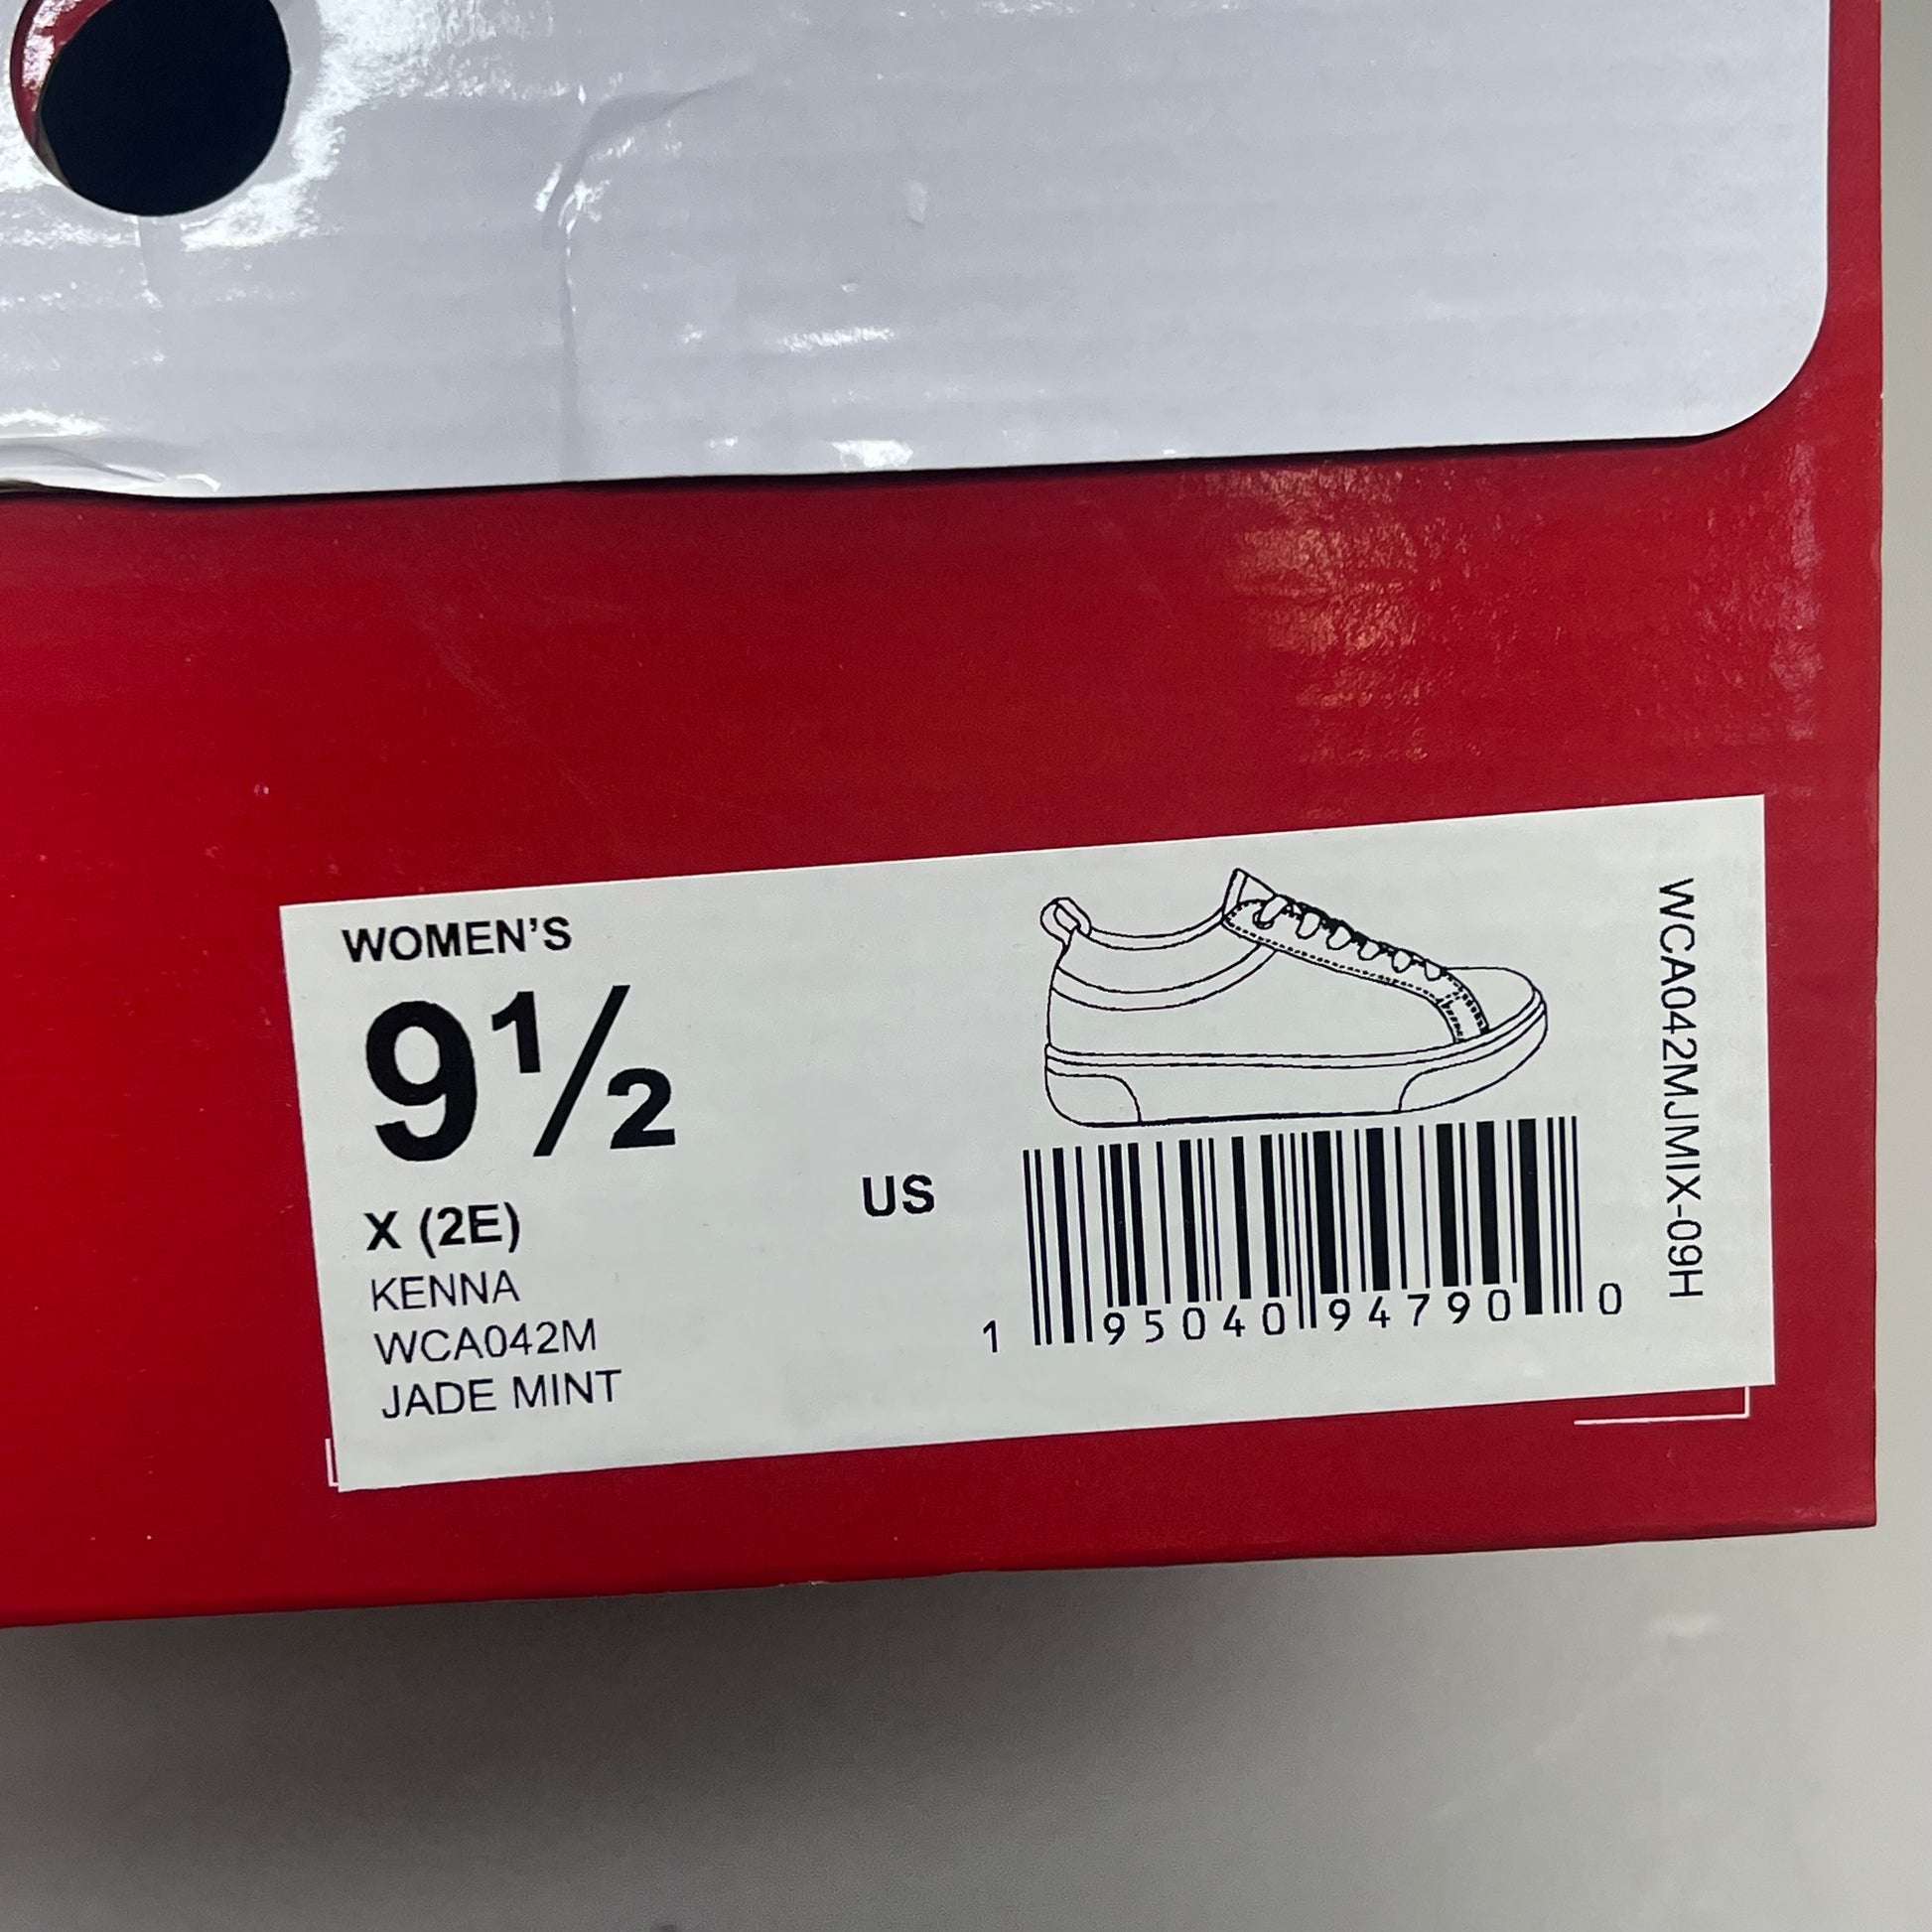 WOMEN'S
9½
X (2E)
KENNA
WCA042M
JADE MINT
US
1 95040 94790 0
WCA042MJMIX-09H